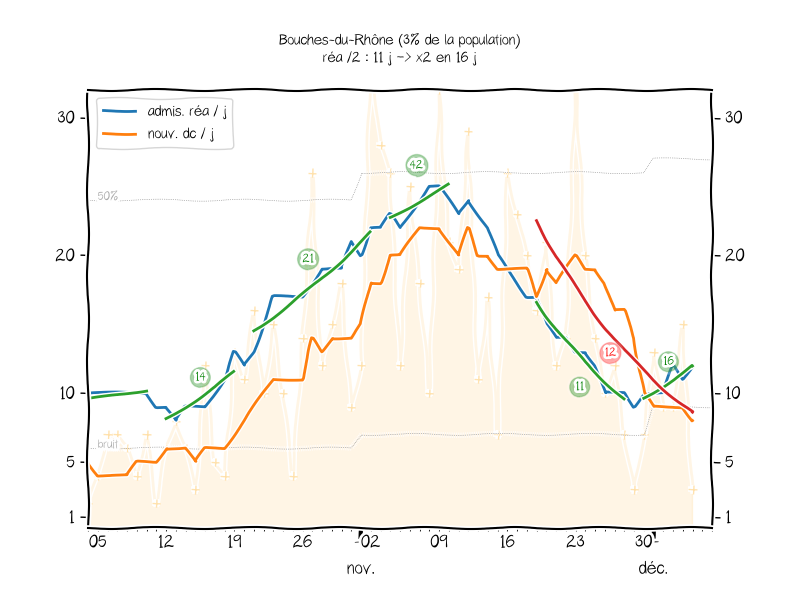 Bouches-du-Rhône (3% de la population)
réa /2 : 11 j -> x2 en 16 j
admis. réa / j
nouv. dc / j
30
30
42
50%
21
20
20
14
12
16
11
10
10
bruit
5
5
1
1
05 12 19 26 02 09 16 23 30
nov. déc.